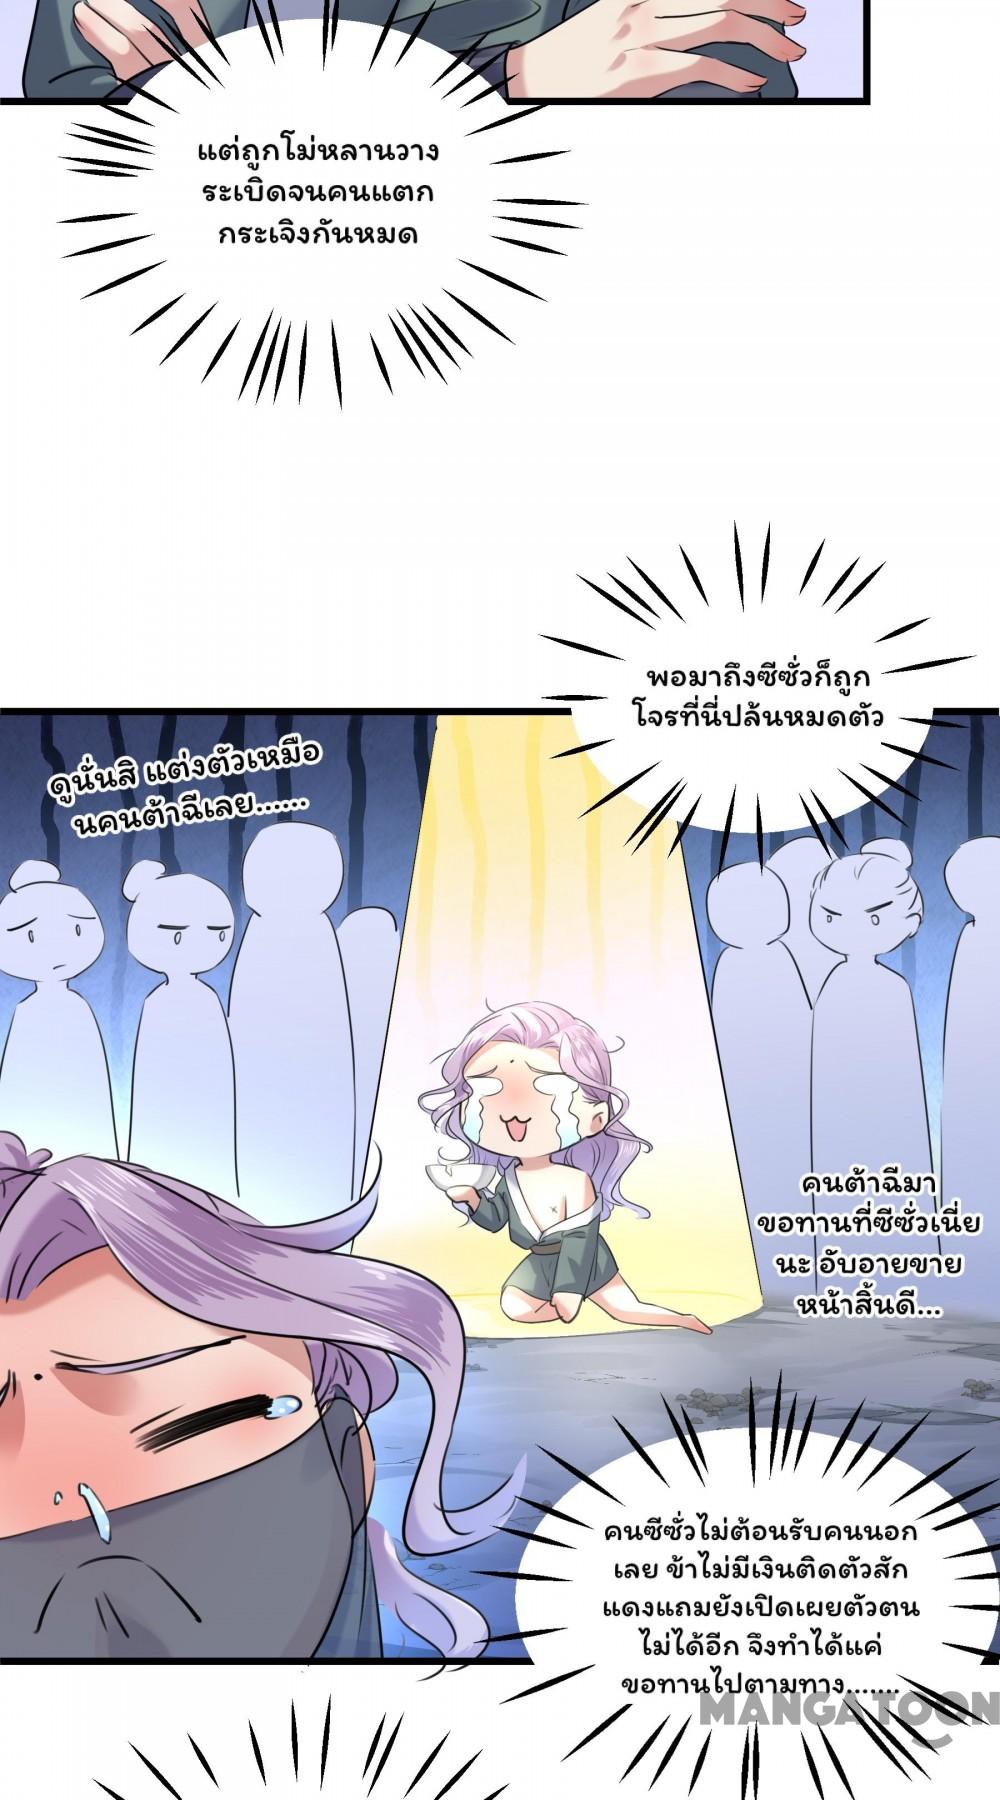 แต่ถูกโม่หลานวาง
ระเบิดจนคนแตก
กระเจิงกันหมด
พอมาถึงซีซั่วก็ถูก
โจรที่นี่ปล้นหมดตัว
ดูนั่นสิ แต่งตัวเหมือ
นคนต้าฉีเลย......
คนต้าฉีมา
ขอทานที่ซีซั่วเนี่ย
นะ อับอายขาย
หน้าสิ้นดี...
คนซีซั่วไม่ต้อนรับคนนอก
เลย ข้าไม่มีเงินติดตัวสัก
แดงแถมยังเปิดเผยตัวตน
ไม่ได้อีก จึงทำได้แค่
ขอทานไปตามทาง.......
MANGATOON